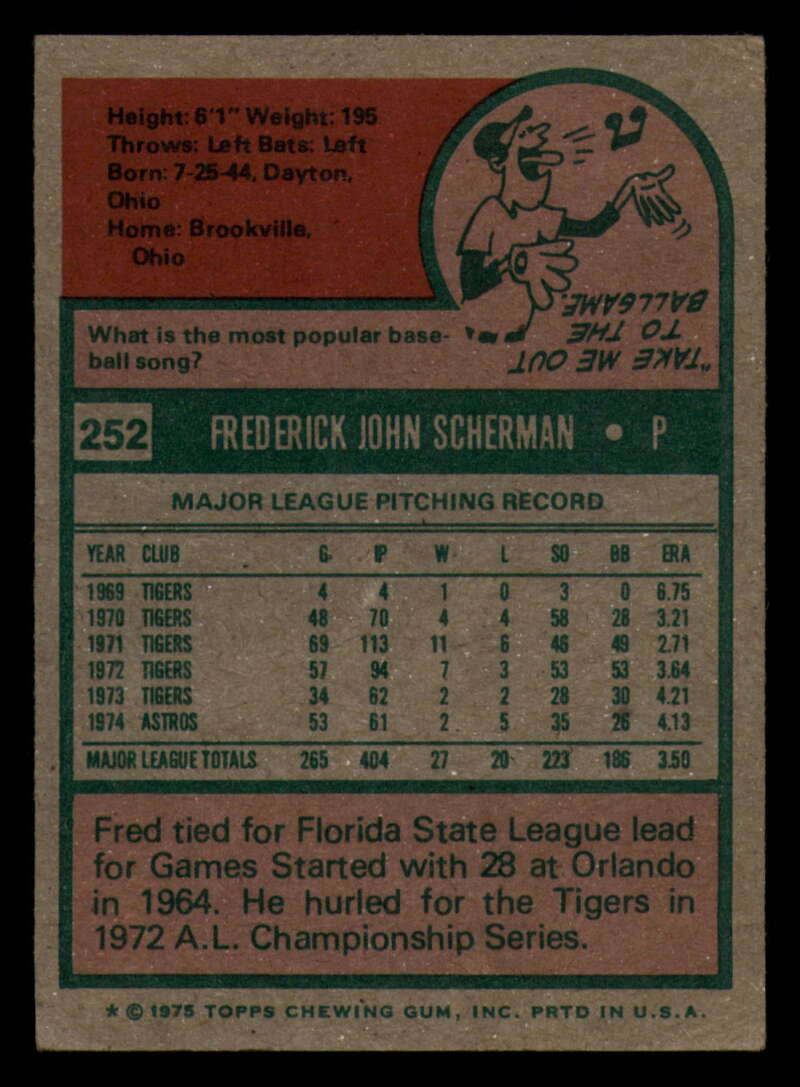 Height: 6'1" Weight: 195
Throws: Left Bats: Left
Born: 7-25-44, Dayton,
Ohio
Home: Brookville,
Ohio
What is the most popular base-
ball song?
"TAKE ME OUT
TO THE
BALLGAME."
252 FREDERICK JOHN SCHERMAN • P
MAJOR LEAGUE PITCHING RECORD
YEAR CLUB G IP W L SO BB ERA
1969 TIGERS 4 4 1 0 3 0 6.75
1970 TIGERS 48 70 4 4 58 28 3.21
1971 TIGERS 69 113 11 6 46 49 2.71
1972 TIGERS 57 94 7 3 53 53 3.64
1973 TIGERS 34 62 2 2 28 30 4.21
1974 ASTROS 53 61 2 5 35 26 4.13
MAJOR LEAGUE TOTALS 265 404 27 20 223 186 3.50
Fred tied for Florida State League lead
for Games Started with 28 at Orlando
in 1964. He hurled for the Tigers in
1972 A.L. Championship Series.
* © 1975 TOPPS CHEWING GUM, INC. PRTD IN U.S.A.